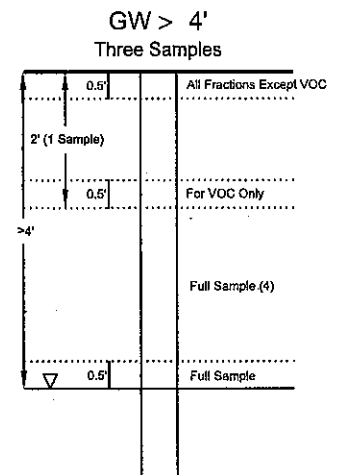 GW > 4'
Three Samples
0.5'
All Fractions Except VOC
2' (1 Sample)
0.5'
For VOC Only
>4'
Full Sample (4)
0.5'
Full Sample